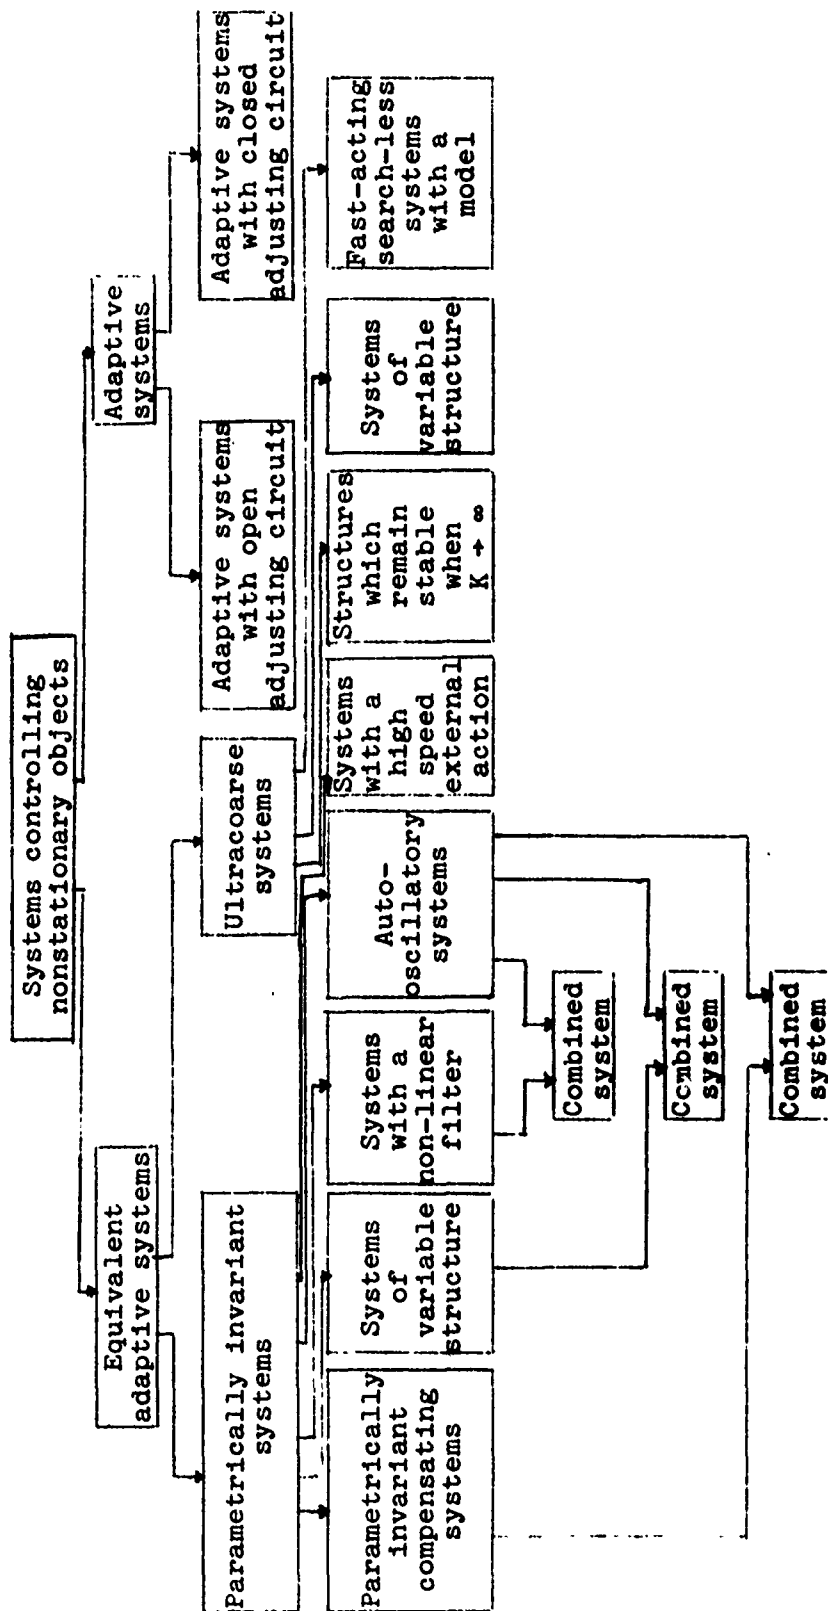 Systems controlling
nonstationary objects
Equivalent
adaptive systems
Adaptive
systems
Parametrically invariant
systems
Ultracoarse
systems
Adaptive systems
with open
adjusting circuit
Adaptive systems
with closed
adjusting circuit
Parametrically
invariant
compensating
systems
Systems
of
variable
structure
Systems
with a
non-linear
filter
Auto-
oscillatory
systems
Systems
with a
high
speed
external
action
Structures
which
remain
stable
when
K → ∞
Systems
of
variable
structure
Fast-acting
search-less
systems
with a
model
Combined
system
Combined
system
Combined
system